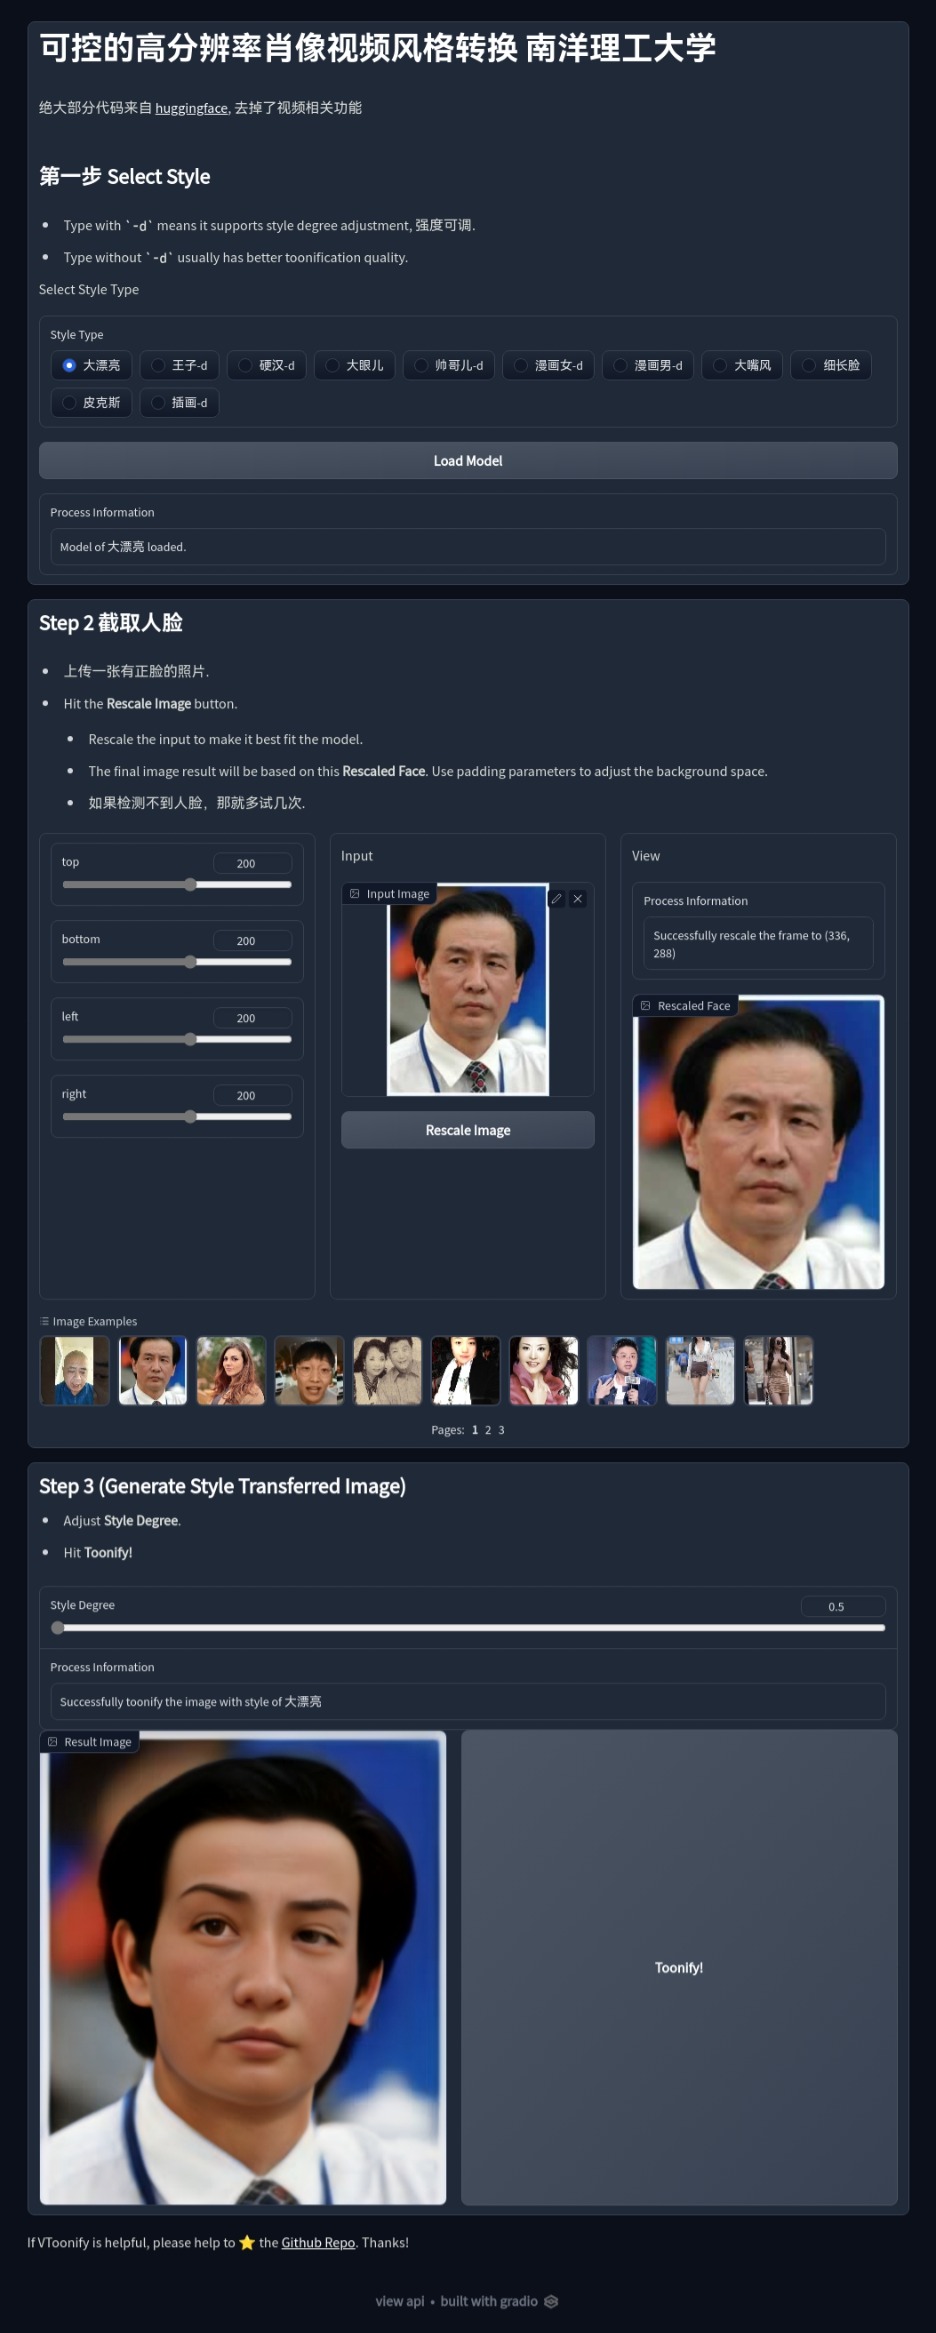 可控的高分辨率肖像视频风格转换 南洋理工大学
绝大部分代码来自 huggingface, 去掉了视频相关功能
第一步 Select Style
Type with `-d` means it supports style degree adjustment, 强度可调.
Type without `-d` usually has better toonification quality.
Select Style Type
Style Type
大漂亮 王子-d 硬汉-d 大眼儿 帅哥儿-d 漫画女-d 漫画男-d 大嘴风 细长脸
皮克斯 插画-d
Load Model
Process Information
Model of 大漂亮 loaded.
Step 2 截取人脸
上传一张有正脸的照片.
Hit the Rescale Image button.
Rescale the input to make it best fit the model.
The final image result will be based on this Rescaled Face. Use padding parameters to adjust the background space.
如果检测不到人脸，那就多试几次.
top 200
bottom 200
left 200
right 200
Input
Input Image
Rescale Image
View
Process Information
Successfully rescale the frame to (336,
288)
Rescaled Face
Image Examples
Pages: 1 2 3
Step 3 (Generate Style Transferred Image)
Adjust Style Degree.
Hit Toonify!
Style Degree 0.5
Process Information
Successfully toonify the image with style of 大漂亮
Result Image
Toonify!
If VToonify is helpful, please help to ⭐ the Github Repo. Thanks!
view api • built with gradio